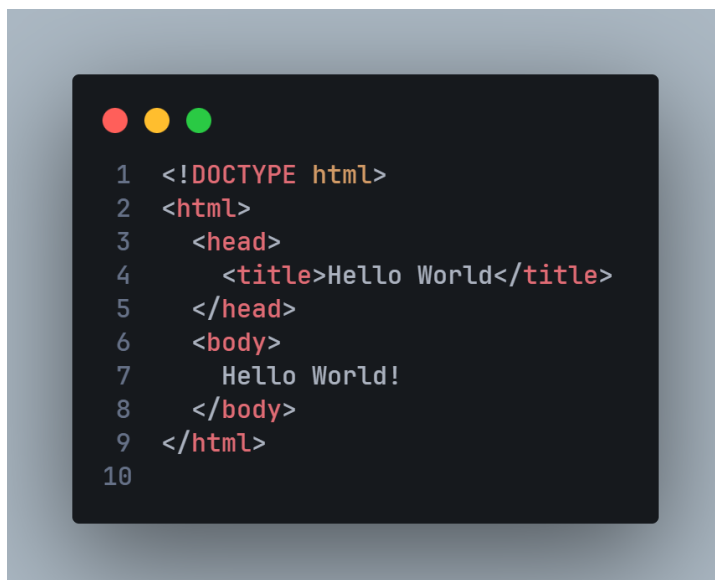 1 <!DOCTYPE html>
2 <html>
3   <head>
4     <title>Hello World</title>
5   </head>
6   <body>
7     Hello World!
8   </body>
9 </html>
10